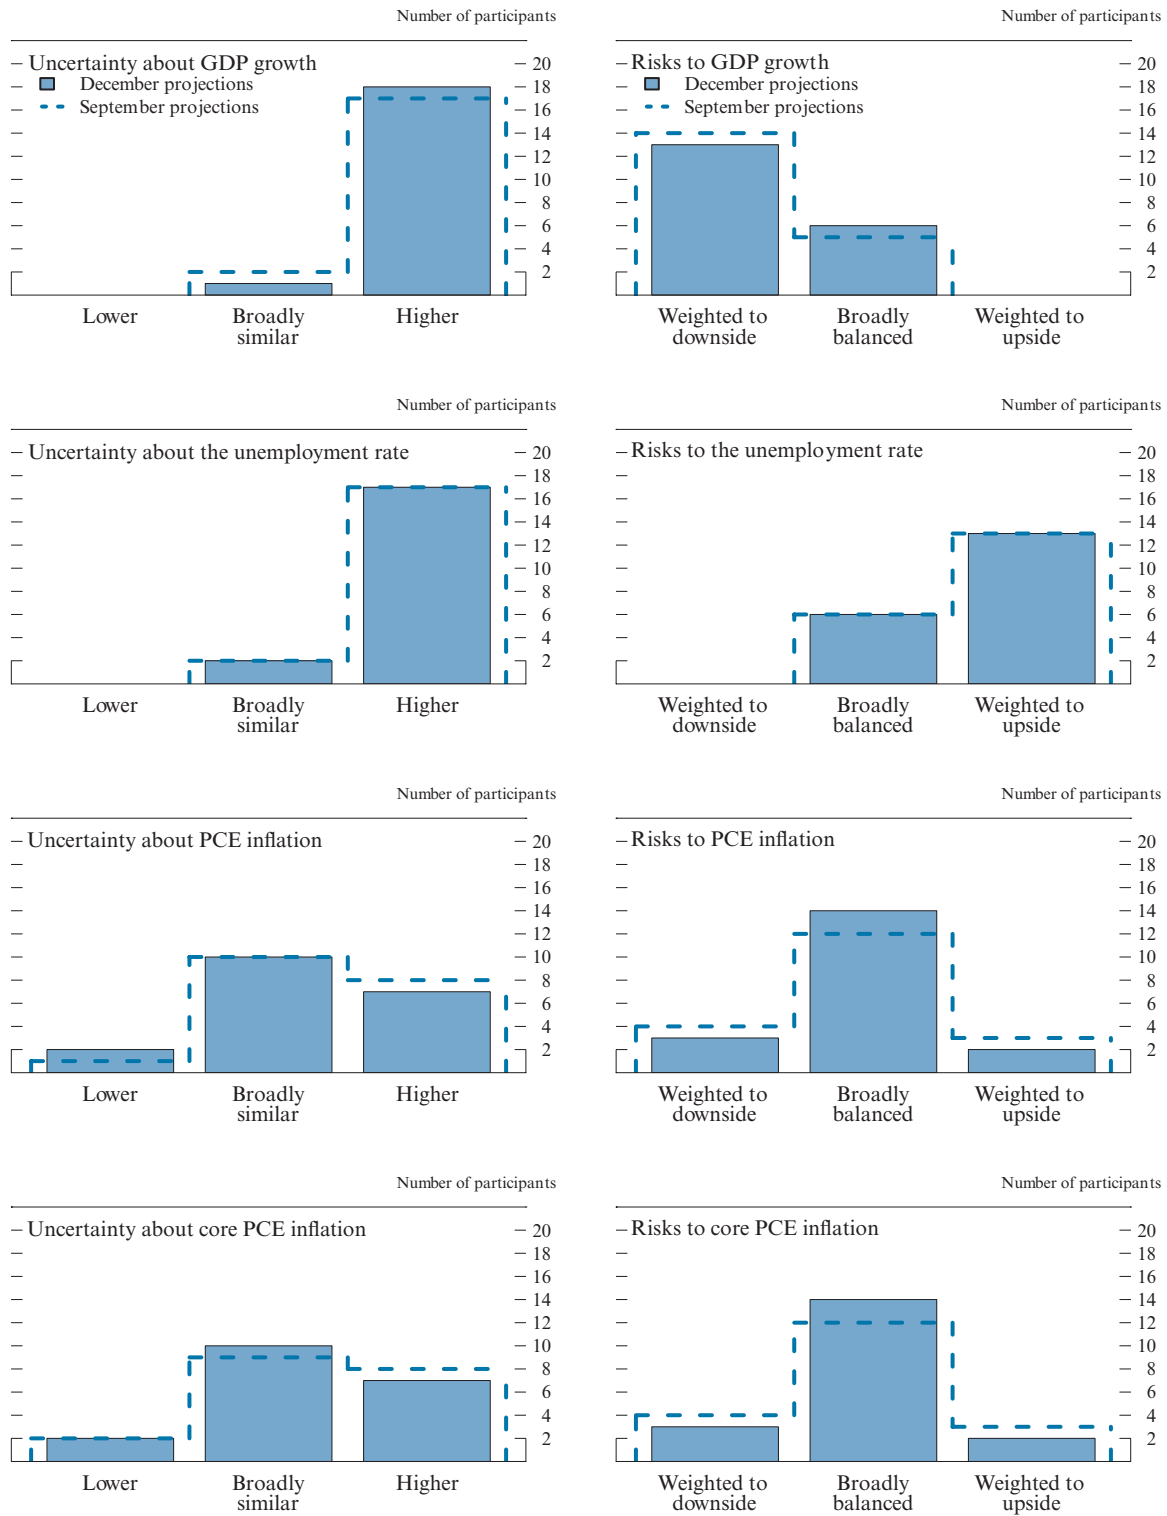 Number of participants
Uncertainty about GDP growth
December projections
September projections
20
18
16
14
12
10
8
6
4
2
Lower
Broadly
similar
Higher
Number of participants
Risks to GDP growth
December projections
September projections
20
18
16
14
12
10
8
6
4
2
Weighted to
downside
Broadly
balanced
Weighted to
upside
Number of participants
Uncertainty about the unemployment rate
20
18
16
14
12
10
8
6
4
2
Lower
Broadly
similar
Higher
Number of participants
Risks to the unemployment rate
20
18
16
14
12
10
8
6
4
2
Weighted to
downside
Broadly
balanced
Weighted to
upside
Number of participants
Uncertainty about PCE inflation
20
18
16
14
12
10
8
6
4
2
Lower
Broadly
similar
Higher
Number of participants
Risks to PCE inflation
20
18
16
14
12
10
8
6
4
2
Weighted to
downside
Broadly
balanced
Weighted to
upside
Number of participants
Uncertainty about core PCE inflation
20
18
16
14
12
10
8
6
4
2
Lower
Broadly
similar
Higher
Number of participants
Risks to core PCE inflation
20
18
16
14
12
10
8
6
4
2
Weighted to
downside
Broadly
balanced
Weighted to
upside